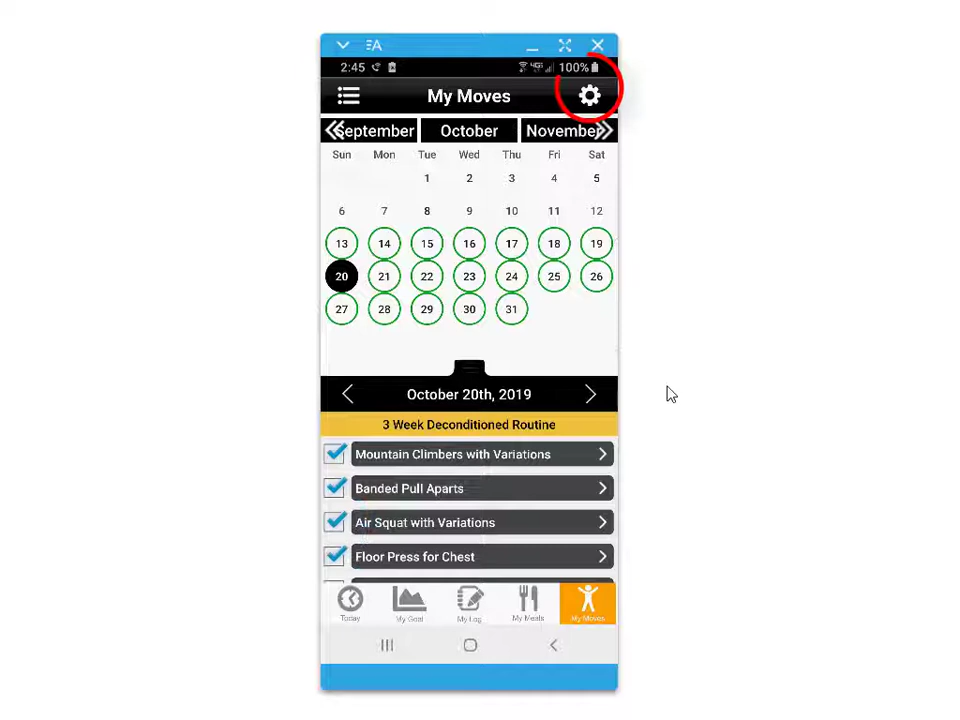 2:45 100%
My Moves
September October November
Sun Mon Tue Wed Thu Fri Sat
1 2 3 4 5
6 7 8 9 10 11 12
13 14 15 16 17 18 19
20 21 22 23 24 25 26
27 28 29 30 31
October 20th, 2019
3 Week Deconditioned Routine
Mountain Climbers with Variations
Banded Pull Aparts
Air Squat with Variations
Floor Press for Chest
Today My Goal My Log My Meals My Moves